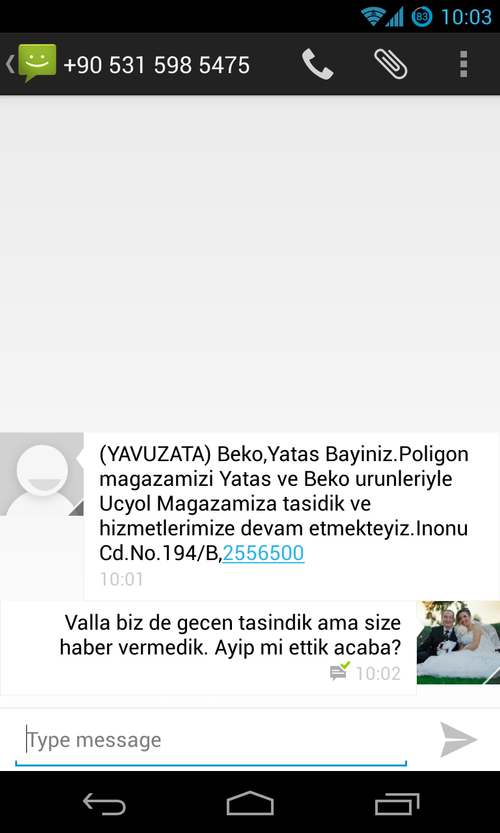 83 10:03
+90 531 598 5475
(YAVUZATA) Beko,Yatas Bayiniz.Poligon
magazamizi Yatas ve Beko urunleriyle
Ucyol Magazamiza tasidik ve
hizmetlerimize devam etmekteyiz.Inonu
Cd.No.194/B,2556500
10:01
Valla biz de gecen tasindik ama size
haber vermedik. Ayip mi ettik acaba?
10:02
Type message